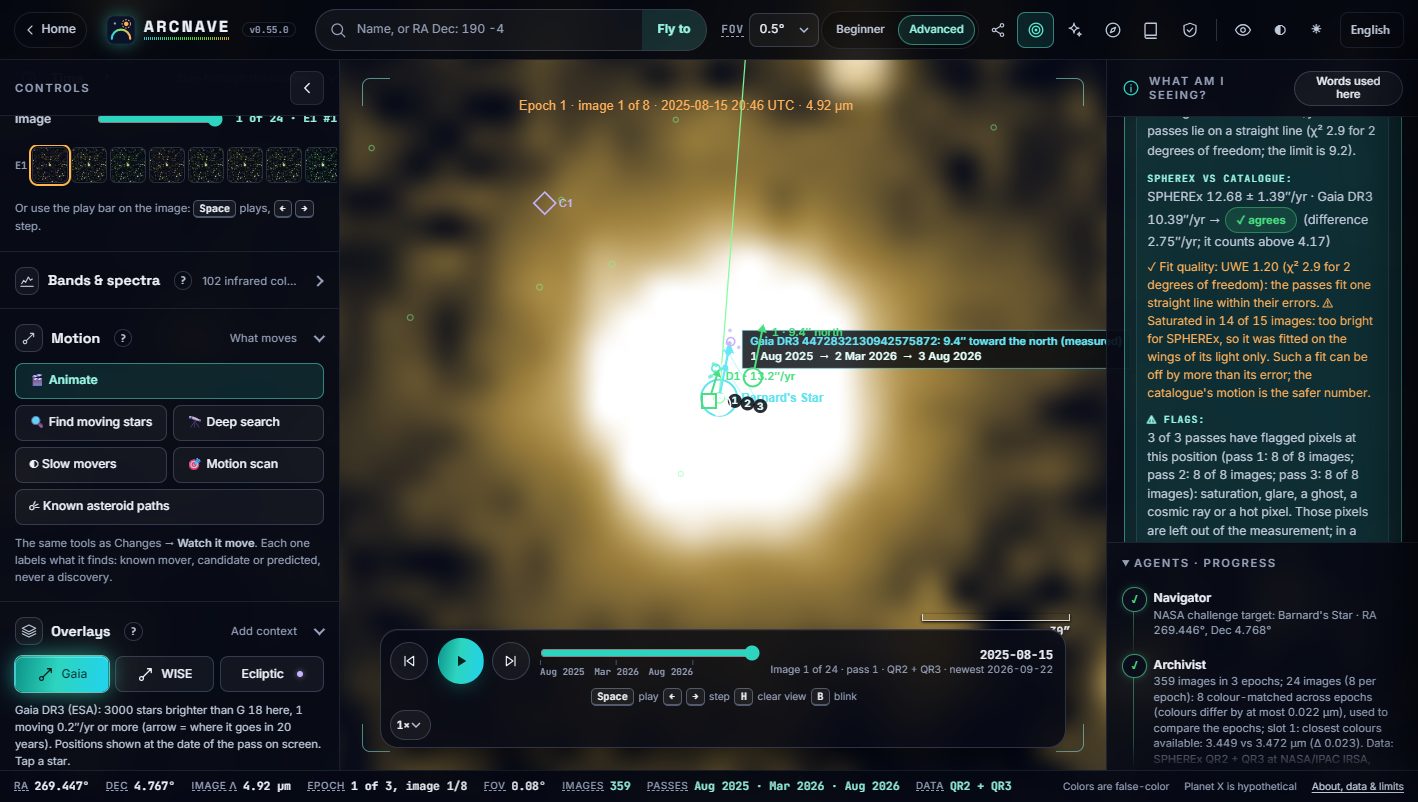 Home
ARCNAVE
v0.55.0
Name, or RA Dec: 190 -4
Fly to
FOV
0.5°
Beginner
Advanced
English
CONTROLS
Image
1 of 24 · E1 #1
E1
Or use the play bar on the image: Space plays, ← →
step.
Bands & spectra
?
102 infrared col...
Motion
?
What moves
Animate
Find moving stars
Deep search
Slow movers
Motion scan
Known asteroid paths
The same tools as Changes → Watch it move. Each one
labels what it finds: known mover, candidate or predicted,
never a discovery.
Overlays
?
Add context
Gaia
WISE
Ecliptic
Gaia DR3 (ESA): 3000 stars brighter than G 18 here, 1
moving 0.2″/yr or more (arrow = where it goes in 20
years). Positions shown at the date of the pass on screen.
Tap a star.
Epoch 1 · image 1 of 8 · 2025-08-15 20:46 UTC · 4.92 µm
C1
1 · 9.4″ north
Gaia DR3 4472832130942575872: 9.4″ toward the north (measured)
1 Aug 2025 → 2 Mar 2026 → 3 Aug 2026
D1 · 13.2″/yr
Barnard's Star
1 2 3
2025-08-15
Aug 2025 Mar 2026 Aug 2026
Image 1 of 24 · pass 1 · QR2 + QR3 · newest 2026-09-22
Space play ← → step H clear view B blink
1×
WHAT AM I
SEEING?
Words used
here
passes lie on a straight line (χ² 2.9 for 2
degrees of freedom; the limit is 9.2).
SPHEREX VS CATALOGUE:
SPHEREx 12.68 ± 1.39″/yr · Gaia DR3
10.39″/yr → ✓ agrees (difference
2.75″/yr; it counts above 4.17)
✓ Fit quality: UWE 1.20 (χ² 2.9 for 2
degrees of freedom): the passes fit one
straight line within their errors. ⚠
Saturated in 14 of 15 images: too bright
for SPHEREx, so it was fitted on the
wings of its light only. Such a fit can be
off by more than its error; the
catalogue's motion is the safer number.
⚠ FLAGS:
3 of 3 passes have flagged pixels at
this position (pass 1: 8 of 8 images;
pass 2: 8 of 8 images; pass 3: 8 of 8
images): saturation, glare, a ghost, a
cosmic ray or a hot pixel. Those pixels
are left out of the measurement; in a
▼ AGENTS · PROGRESS
Navigator
NASA challenge target: Barnard's Star · RA
269.446°, Dec 4.768°
Archivist
359 images in 3 epochs; 24 images (8 per
epoch): 8 colour-matched across epochs
(colours differ by at most 0.022 µm), used to
compare the epochs; slot 1: closest colours
available: 3.449 vs 3.472 µm (Δ 0.023). Data:
SPHEREx QR2 + QR3 at NASA/IPAC IRSA,
RA 269.447° DEC 4.767° IMAGE Λ 4.92 µm EPOCH 1 of 3, image 1/8 FOV 0.08° IMAGES 359 PASSES Aug 2025 · Mar 2026 · Aug 2026 DATA QR2 + QR3 Colors are false-color Planet X is hypothetical About, data & limits